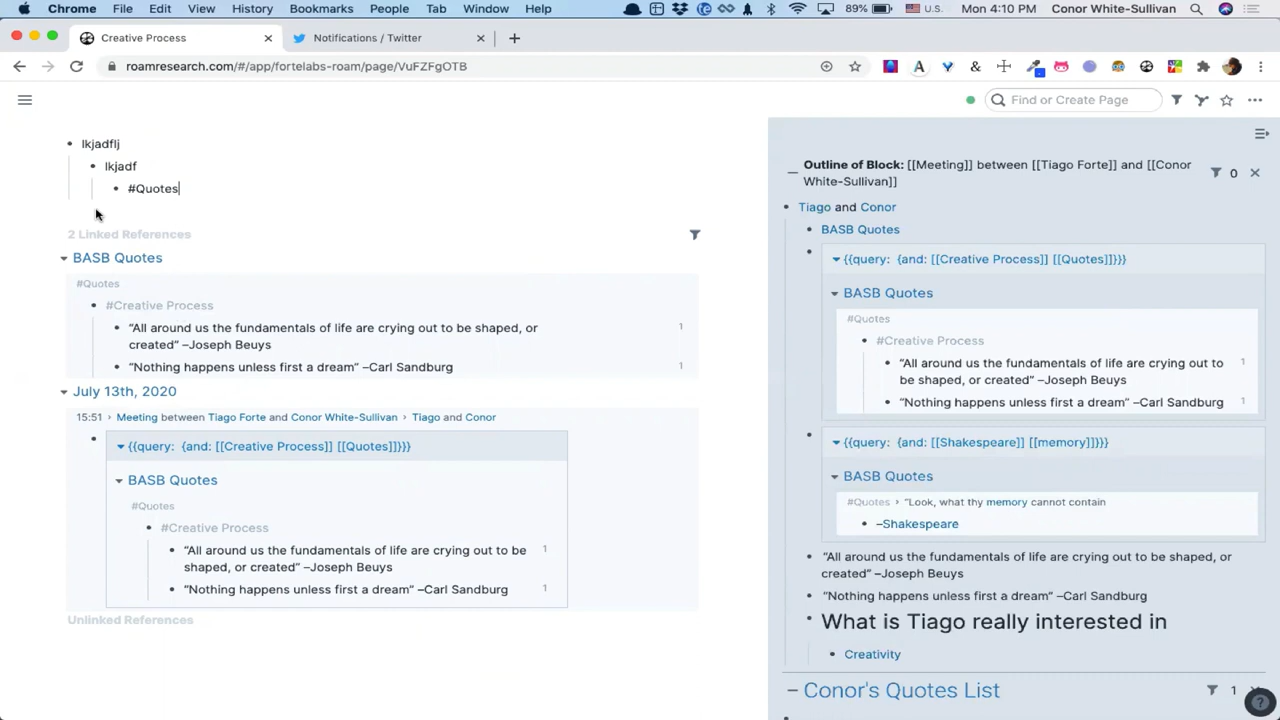 Chrome File Edit View History Bookmarks People Tab Window Help 89% U.S. Mon 4:10 PM Conor White-Sullivan
Creative Process
Notifications / Twitter
roamresearch.com/#/app/fortelabs-roam/page/VuFZFgOTB
Find or Create Page
lkjadflj
lkjadf
#Quotes
2 Linked References
BASB Quotes
#Quotes
#Creative Process
“All around us the fundamentals of life are crying out to be shaped, or
created” –Joseph Beuys
1
“Nothing happens unless first a dream” –Carl Sandburg
1
July 13th, 2020
15:51 › Meeting between Tiago Forte and Conor White-Sullivan › Tiago and Conor
{{query: {and: [[Creative Process]] [[Quotes]]}}}
BASB Quotes
#Quotes
#Creative Process
“All around us the fundamentals of life are crying out to be
shaped, or created” –Joseph Beuys
1
“Nothing happens unless first a dream” –Carl Sandburg
1
Unlinked References
Outline of Block: [[Meeting]] between [[Tiago Forte]] and [[Conor
White-Sullivan]]
0
Tiago and Conor
BASB Quotes
{{query: {and: [[Creative Process]] [[Quotes]]}}}
BASB Quotes
#Quotes
#Creative Process
“All around us the fundamentals of life are crying out to
be shaped, or created” –Joseph Beuys
1
“Nothing happens unless first a dream” –Carl Sandburg
1
{{query: {and: [[Shakespeare]] [[memory]]}}}
BASB Quotes
#Quotes › “Look, what thy memory cannot contain
–Shakespeare
“All around us the fundamentals of life are crying out to be shaped, or
created” –Joseph Beuys
“Nothing happens unless first a dream” –Carl Sandburg
What is Tiago really interested in
Creativity
Conor's Quotes List
1
?